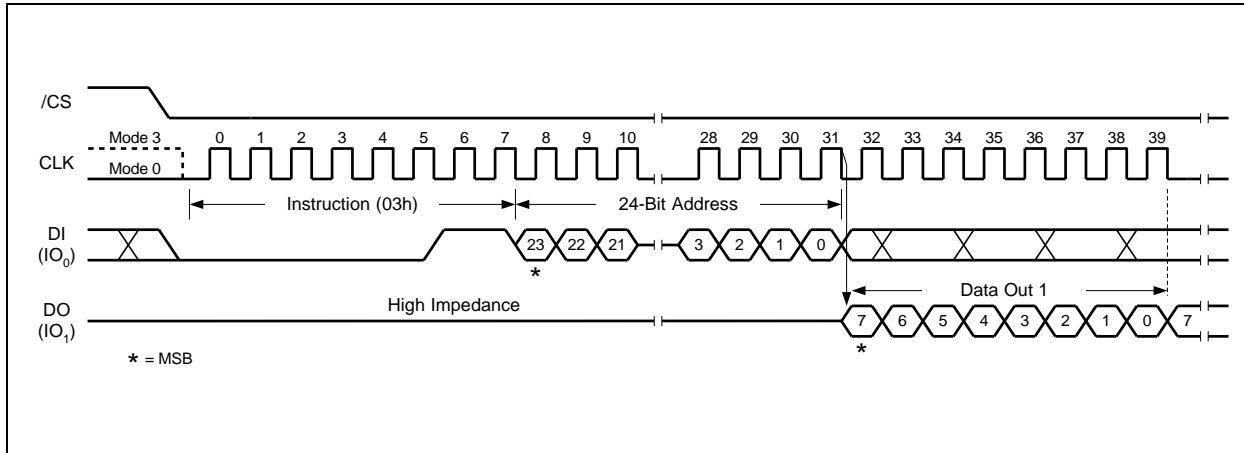 /CS
Mode 3 0 1 2 3 4 5 6 7 8 9 10 28 29 30 31 32 33 34 35 36 37 38 39
CLK
Mode 0
Instruction (03h) 24-Bit Address
DI
(IO0) 23 22 21 3 2 1 0
*
Data Out 1
High Impedance
DO
(IO1) 7 6 5 4 3 2 1 0 7
*
* = MSB